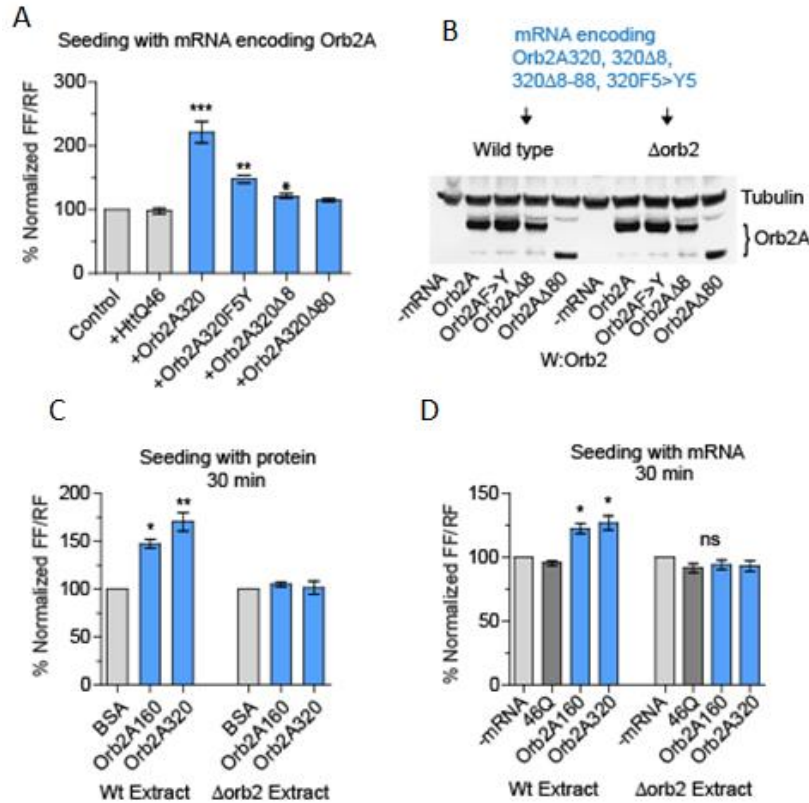 A
Seeding with mRNA encoding Orb2A
% Normalized FF/RF
300
200
100
0
***
**
*
Control
+HttQ46
+Orb2A320
+Orb2A320F5Y
+Orb2A320Δ8
+Orb2A320Δ80
B
mRNA encoding
Orb2A320, 320Δ8,
320Δ8-88, 320F5>Y5
Wild type
Δorb2
Tubulin
Orb2A
-mRNA
Orb2A
Orb2AF>Y
Orb2AΔ8
Orb2AΔ80
-mRNA
Orb2A
Orb2AF>Y
Orb2AΔ8
Orb2AΔ80
W:Orb2
C
Seeding with protein
30 min
% Normalized FF/RF
200
150
100
50
0
*
**
BSA
Orb2A160
Orb2A320
BSA
Orb2A160
Orb2A320
Wt Extract
Δorb2 Extract
D
Seeding with mRNA
30 min
% Normalized FF/RF
150
100
50
0
*
*
ns
-mRNA
46Q
Orb2A160
Orb2A320
-mRNA
46Q
Orb2A160
Orb2A320
Wt Extract
Δorb2 Extract